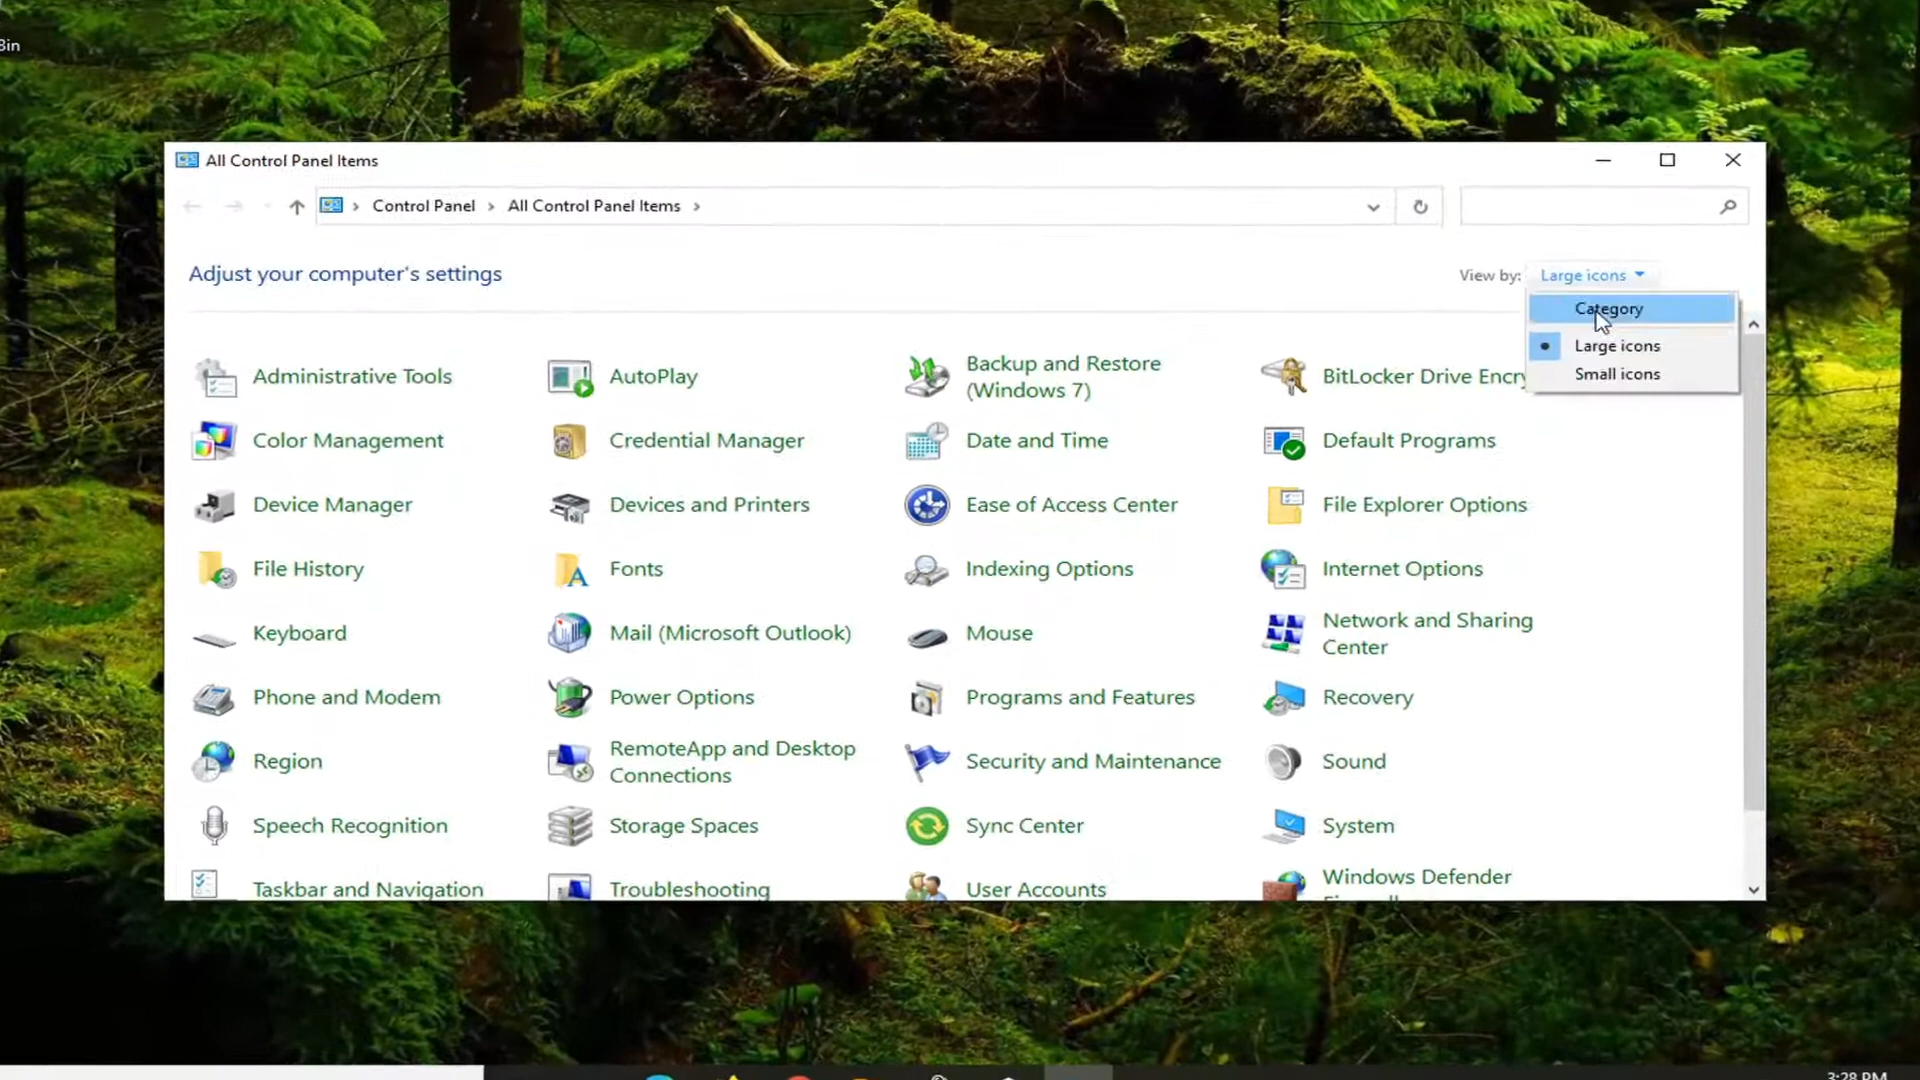 Bin
All Control Panel Items
Control Panel
All Control Panel Items
Adjust your computer's settings
View by:
Large icons
Category
Large icons
Small icons
Administrative Tools
AutoPlay
Backup and Restore
(Windows 7)
BitLocker Drive Encry
Color Management
Credential Manager
Date and Time
Default Programs
Device Manager
Devices and Printers
Ease of Access Center
File Explorer Options
File History
Fonts
Indexing Options
Internet Options
Keyboard
Mail (Microsoft Outlook)
Mouse
Network and Sharing
Center
Phone and Modem
Power Options
Programs and Features
Recovery
Region
RemoteApp and Desktop
Connections
Security and Maintenance
Sound
Speech Recognition
Storage Spaces
Sync Center
System
Taskbar and Navigation
Troubleshooting
User Accounts
Windows Defender
3:28 PM